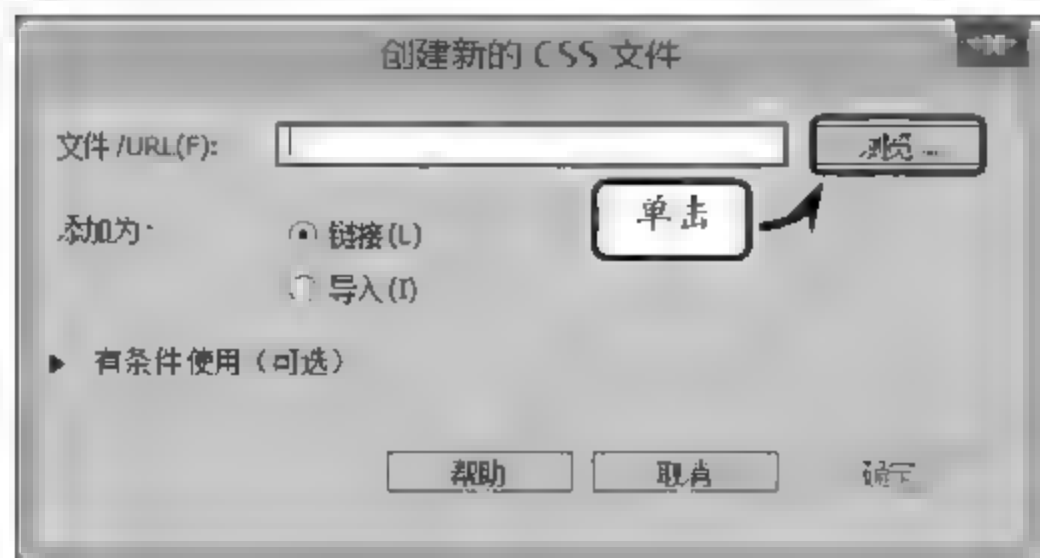 创建新的 CSS 文件
文件 /URL(F):
浏览...
单击
添加为:
链接(L)
导入(I)
有条件使用（可选）
帮助
取消
确定